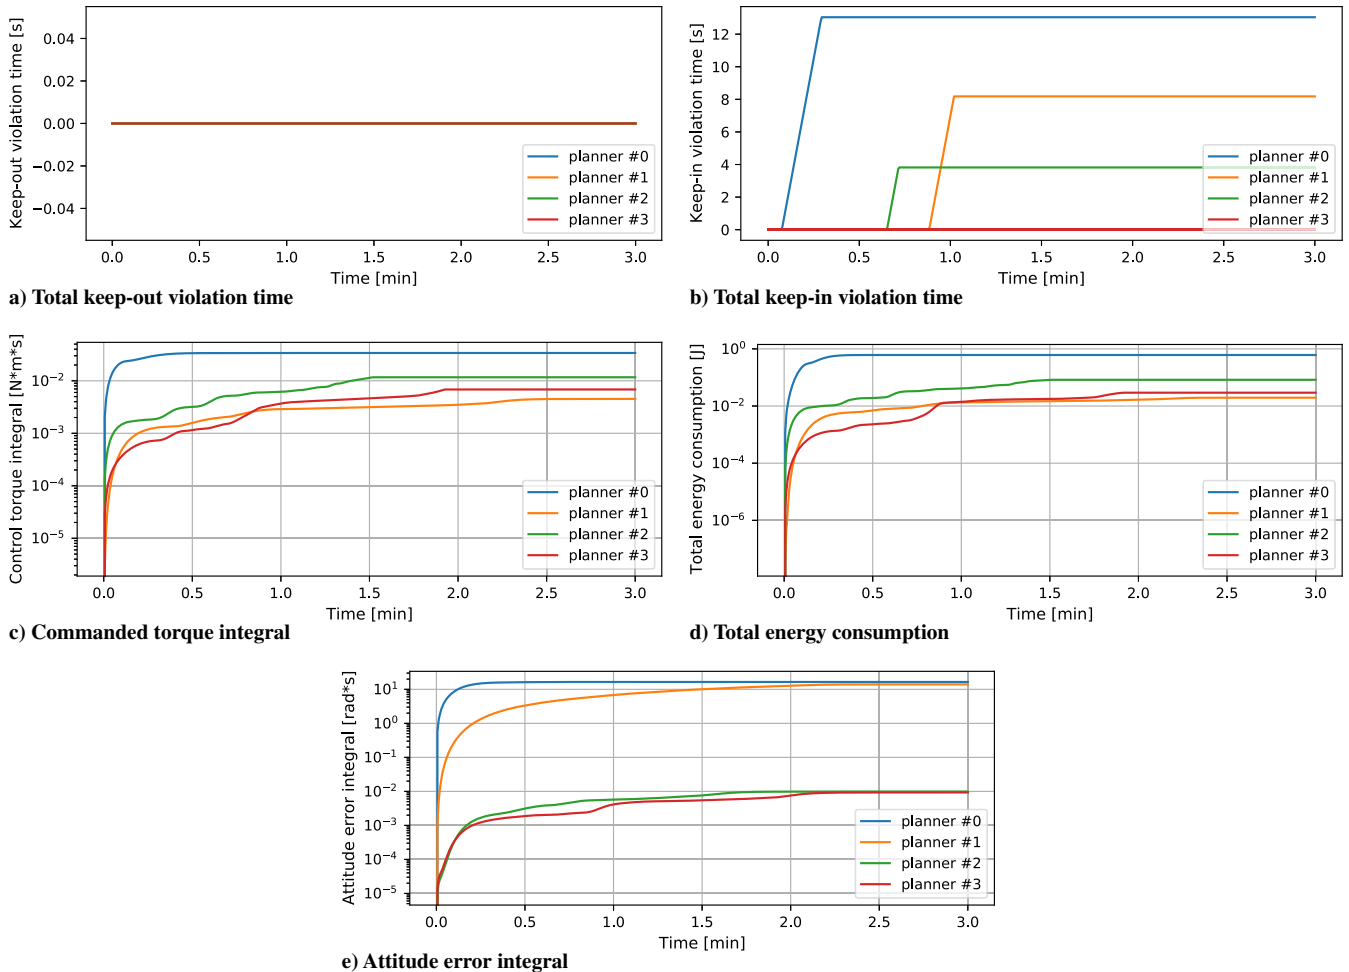 Keep-out violation time [s]
0.04
0.02
0.00
−0.02
−0.04
planner #0
planner #1
planner #2
planner #3
0.0 0.5 1.0 1.5 2.0 2.5 3.0
Time [min]
a) Total keep-out violation time
Keep-in violation time [s]
12
10
8
6
4
2
0
planner #0
planner #1
planner #2
planner #3
0.0 0.5 1.0 1.5 2.0 2.5 3.0
Time [min]
b) Total keep-in violation time
Control torque integral [N*m*s]
10⁻²
10⁻³
10⁻⁴
10⁻⁵
planner #0
planner #1
planner #2
planner #3
0.0 0.5 1.0 1.5 2.0 2.5 3.0
Time [min]
c) Commanded torque integral
Total energy consumption [J]
10⁰
10⁻²
10⁻⁴
10⁻⁶
planner #0
planner #1
planner #2
planner #3
0.0 0.5 1.0 1.5 2.0 2.5 3.0
Time [min]
d) Total energy consumption
Attitude error integral [rad*s]
10¹
10⁰
10⁻¹
10⁻²
10⁻³
10⁻⁴
10⁻⁵
planner #0
planner #1
planner #2
planner #3
0.0 0.5 1.0 1.5 2.0 2.5 3.0
Time [min]
e) Attitude error integral